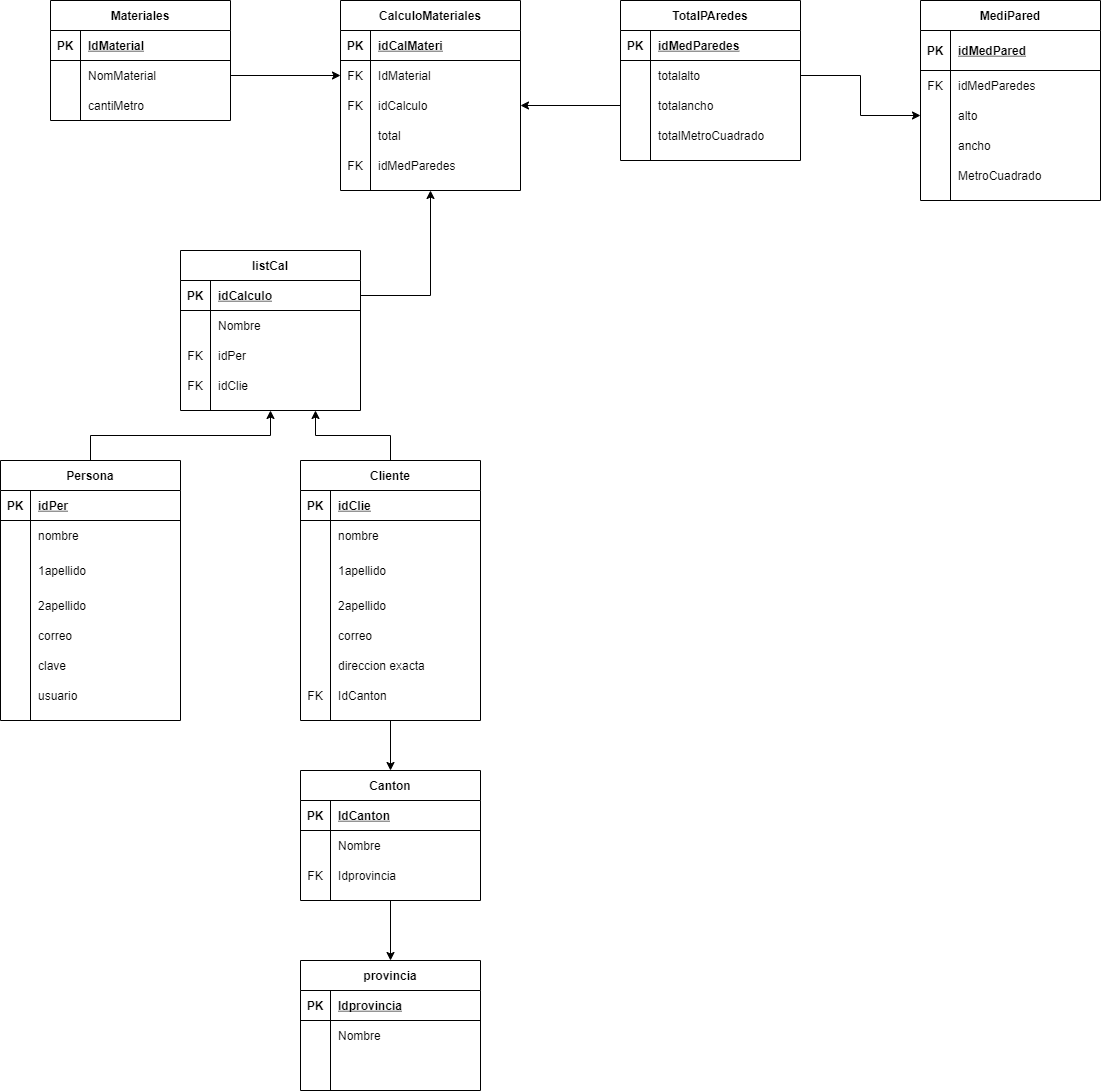 Materiales
PK IdMaterial
NomMaterial
cantiMetro
CalculoMateriales
PK idCalMateri
FK IdMaterial
FK idCalculo
total
FK idMedParedes
TotalPAredes
PK idMedParedes
totalalto
totalancho
totalMetroCuadrado
MediPared
PK idMedPared
FK idMedParedes
alto
ancho
MetroCuadrado
listCal
PK idCalculo
Nombre
FK idPer
FK idClie
Persona
PK idPer
nombre
1apellido
2apellido
correo
clave
usuario
Cliente
PK idClie
nombre
1apellido
2apellido
correo
direccion exacta
FK IdCanton
Canton
PK IdCanton
Nombre
FK Idprovincia
provincia
PK Idprovincia
Nombre